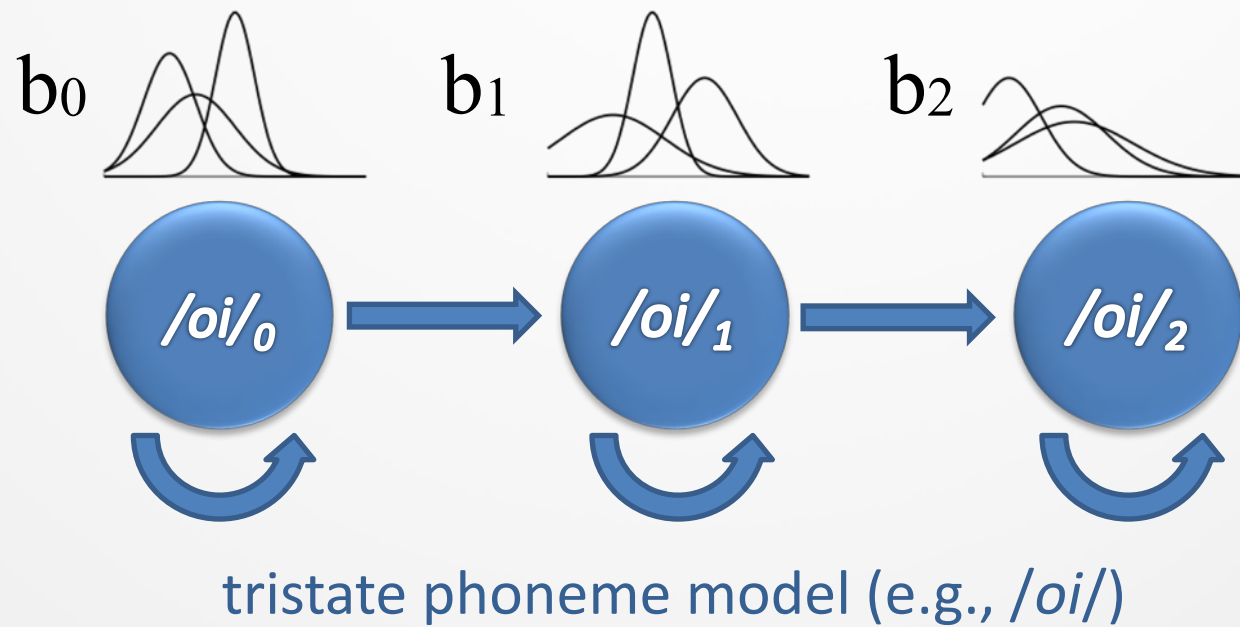 b0 b1 b2
/oi/0 /oi/1 /oi/2
tristate phoneme model (e.g., /oi/)